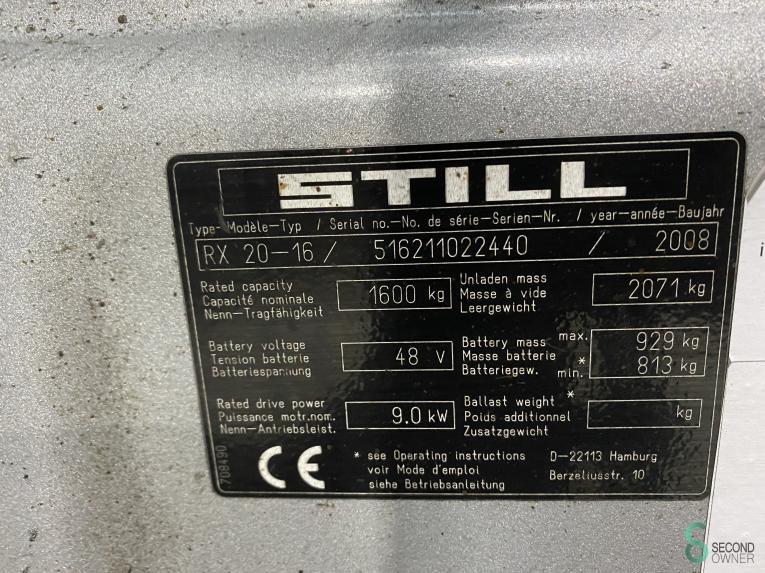 STILL
Type-Modèle-Typ / Serial no.-No. de série-Serien-Nr. / year-année-Baujahr
RX 20-16 / 516211022440 / 2008
Rated capacity
Capacité nominale
Nenn-Tragfähigkeit
1600 kg
Unladen mass
Masse à vide
Leergewicht
2071 kg
Battery voltage
Tension batterie
Batteriespannung
48 V
Battery mass max.
Masse batterie *
Batteriegew. min.
929 kg
813 kg
Rated drive power
Puissance motr.nom.
Nenn-Antriebsleist.
9.0 kW
Ballast weight *
Poids additionnel
Zusatzgewicht
kg
708490
CE
* see Operating instructions
voir Mode d'emploi
siehe Betriebsanleitung
D-22113 Hamburg
Berzeliusstr. 10
SECOND
OWNER